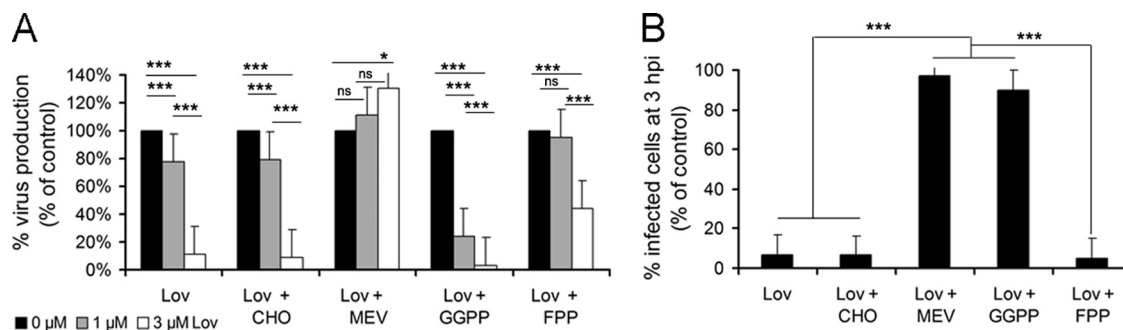 A
% virus production
(% of control)
140%
120%
100%
80%
60%
40%
20%
0%
***
***
***
***
***
***
*
ns
ns
***
***
***
***
ns
***
Lov
Lov +
CHO
Lov +
MEV
Lov +
GGPP
Lov +
FPP
0 µM
1 µM
3 µM Lov
B
% infected cells at 3 hpi
(% of control)
100
80
60
40
20
0
***
***
Lov
Lov +
CHO
Lov +
MEV
Lov +
GGPP
Lov +
FPP